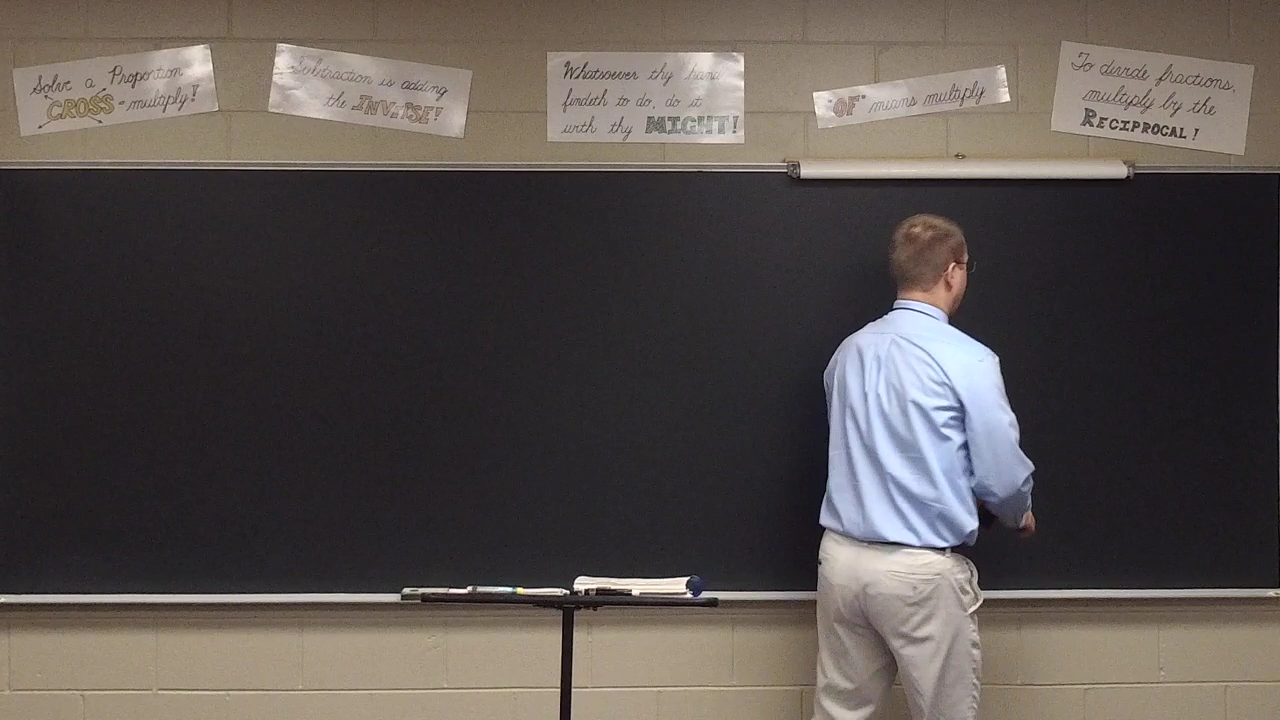 Solve a Proportion
CROSS-multiply!
Subtraction is adding
the INVERSE!
Whatsoever thy hand
findeth to do, do it
with thy MIGHT!
"OF" means multiply
To divide fractions,
multiply by the
RECIPROCAL!